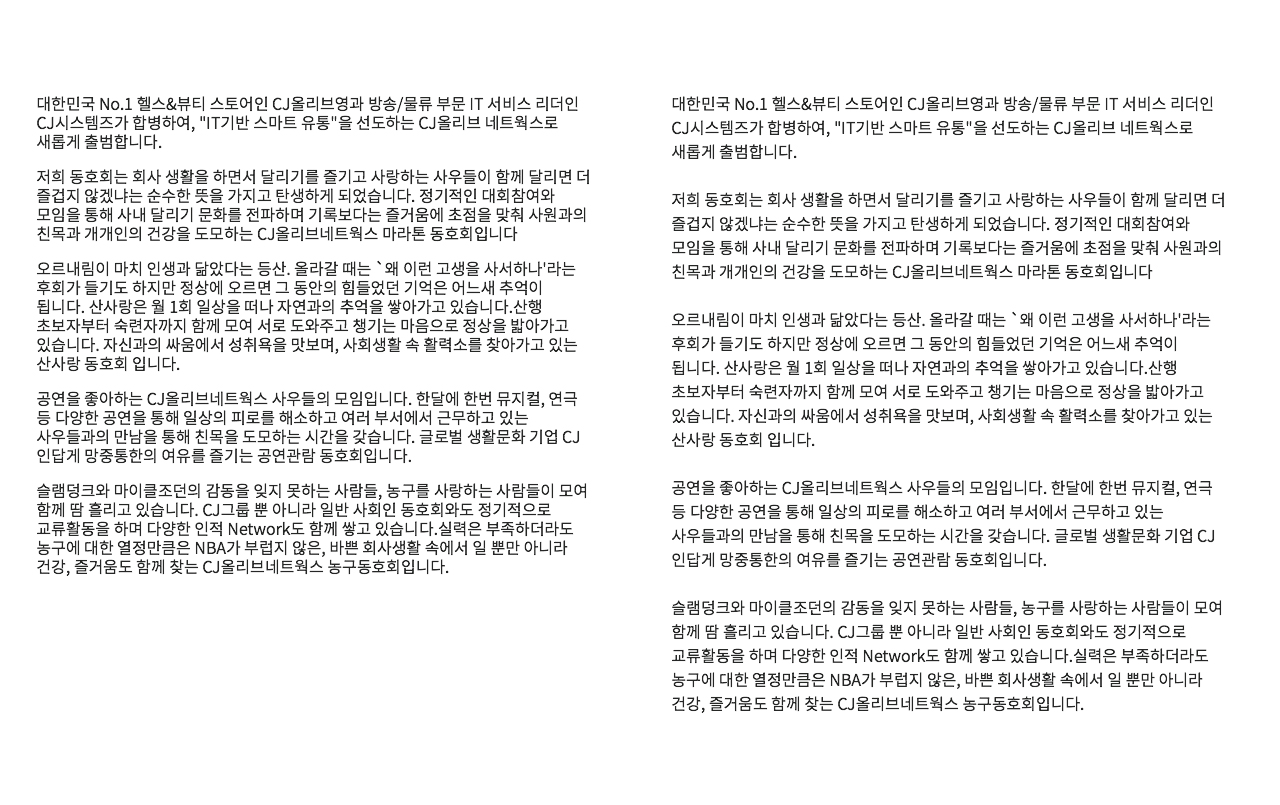 대한민국 No.1 헬스&뷰티 스토어인 CJ올리브영과 방송/물류 부문 IT 서비스 리더인
CJ시스템즈가 합병하여, "IT기반 스마트 유통"을 선도하는 CJ올리브 네트웍스로
새롭게 출범합니다.
저희 동호회는 회사 생활을 하면서 달리기를 즐기고 사랑하는 사우들이 함께 달리면 더
즐겁지 않겠냐는 순수한 뜻을 가지고 탄생하게 되었습니다. 정기적인 대회참여와
모임을 통해 사내 달리기 문화를 전파하며 기록보다는 즐거움에 초점을 맞춰 사원과의
친목과 개개인의 건강을 도모하는 CJ올리브네트웍스 마라톤 동호회입니다
오르내림이 마치 인생과 닮았다는 등산. 올라갈 때는 `왜 이런 고생을 사서하나'라는
후회가 들기도 하지만 정상에 오르면 그 동안의 힘들었던 기억은 어느새 추억이
됩니다. 산사랑은 월 1회 일상을 떠나 자연과의 추억을 쌓아가고 있습니다.산행
초보자부터 숙련자까지 함께 모여 서로 도와주고 챙기는 마음으로 정상을 밟아가고
있습니다. 자신과의 싸움에서 성취욕을 맛보며, 사회생활 속 활력소를 찾아가고 있는
산사랑 동호회 입니다.
공연을 좋아하는 CJ올리브네트웍스 사우들의 모임입니다. 한달에 한번 뮤지컬, 연극
등 다양한 공연을 통해 일상의 피로를 해소하고 여러 부서에서 근무하고 있는
사우들과의 만남을 통해 친목을 도모하는 시간을 갖습니다. 글로벌 생활문화 기업 CJ
인답게 망중통한의 여유를 즐기는 공연관람 동호회입니다.
슬램덩크와 마이클조던의 감동을 잊지 못하는 사람들, 농구를 사랑하는 사람들이 모여
함께 땀 흘리고 있습니다. CJ그룹 뿐 아니라 일반 사회인 동호회와도 정기적으로
교류활동을 하며 다양한 인적 Network도 함께 쌓고 있습니다.실력은 부족하더라도
농구에 대한 열정만큼은 NBA가 부럽지 않은, 바쁜 회사생활 속에서 일 뿐만 아니라
건강, 즐거움도 함께 찾는 CJ올리브네트웍스 농구동호회입니다.
대한민국 No.1 헬스&뷰티 스토어인 CJ올리브영과 방송/물류 부문 IT 서비스 리더인
CJ시스템즈가 합병하여, "IT기반 스마트 유통"을 선도하는 CJ올리브 네트웍스로
새롭게 출범합니다.
저희 동호회는 회사 생활을 하면서 달리기를 즐기고 사랑하는 사우들이 함께 달리면 더
즐겁지 않겠냐는 순수한 뜻을 가지고 탄생하게 되었습니다. 정기적인 대회참여와
모임을 통해 사내 달리기 문화를 전파하며 기록보다는 즐거움에 초점을 맞춰 사원과의
친목과 개개인의 건강을 도모하는 CJ올리브네트웍스 마라톤 동호회입니다
오르내림이 마치 인생과 닮았다는 등산. 올라갈 때는 `왜 이런 고생을 사서하나'라는
후회가 들기도 하지만 정상에 오르면 그 동안의 힘들었던 기억은 어느새 추억이
됩니다. 산사랑은 월 1회 일상을 떠나 자연과의 추억을 쌓아가고 있습니다.산행
초보자부터 숙련자까지 함께 모여 서로 도와주고 챙기는 마음으로 정상을 밟아가고
있습니다. 자신과의 싸움에서 성취욕을 맛보며, 사회생활 속 활력소를 찾아가고 있는
산사랑 동호회 입니다.
공연을 좋아하는 CJ올리브네트웍스 사우들의 모임입니다. 한달에 한번 뮤지컬, 연극
등 다양한 공연을 통해 일상의 피로를 해소하고 여러 부서에서 근무하고 있는
사우들과의 만남을 통해 친목을 도모하는 시간을 갖습니다. 글로벌 생활문화 기업 CJ
인답게 망중통한의 여유를 즐기는 공연관람 동호회입니다.
슬램덩크와 마이클조던의 감동을 잊지 못하는 사람들, 농구를 사랑하는 사람들이 모여
함께 땀 흘리고 있습니다. CJ그룹 뿐 아니라 일반 사회인 동호회와도 정기적으로
교류활동을 하며 다양한 인적 Network도 함께 쌓고 있습니다.실력은 부족하더라도
농구에 대한 열정만큼은 NBA가 부럽지 않은, 바쁜 회사생활 속에서 일 뿐만 아니라
건강, 즐거움도 함께 찾는 CJ올리브네트웍스 농구동호회입니다.